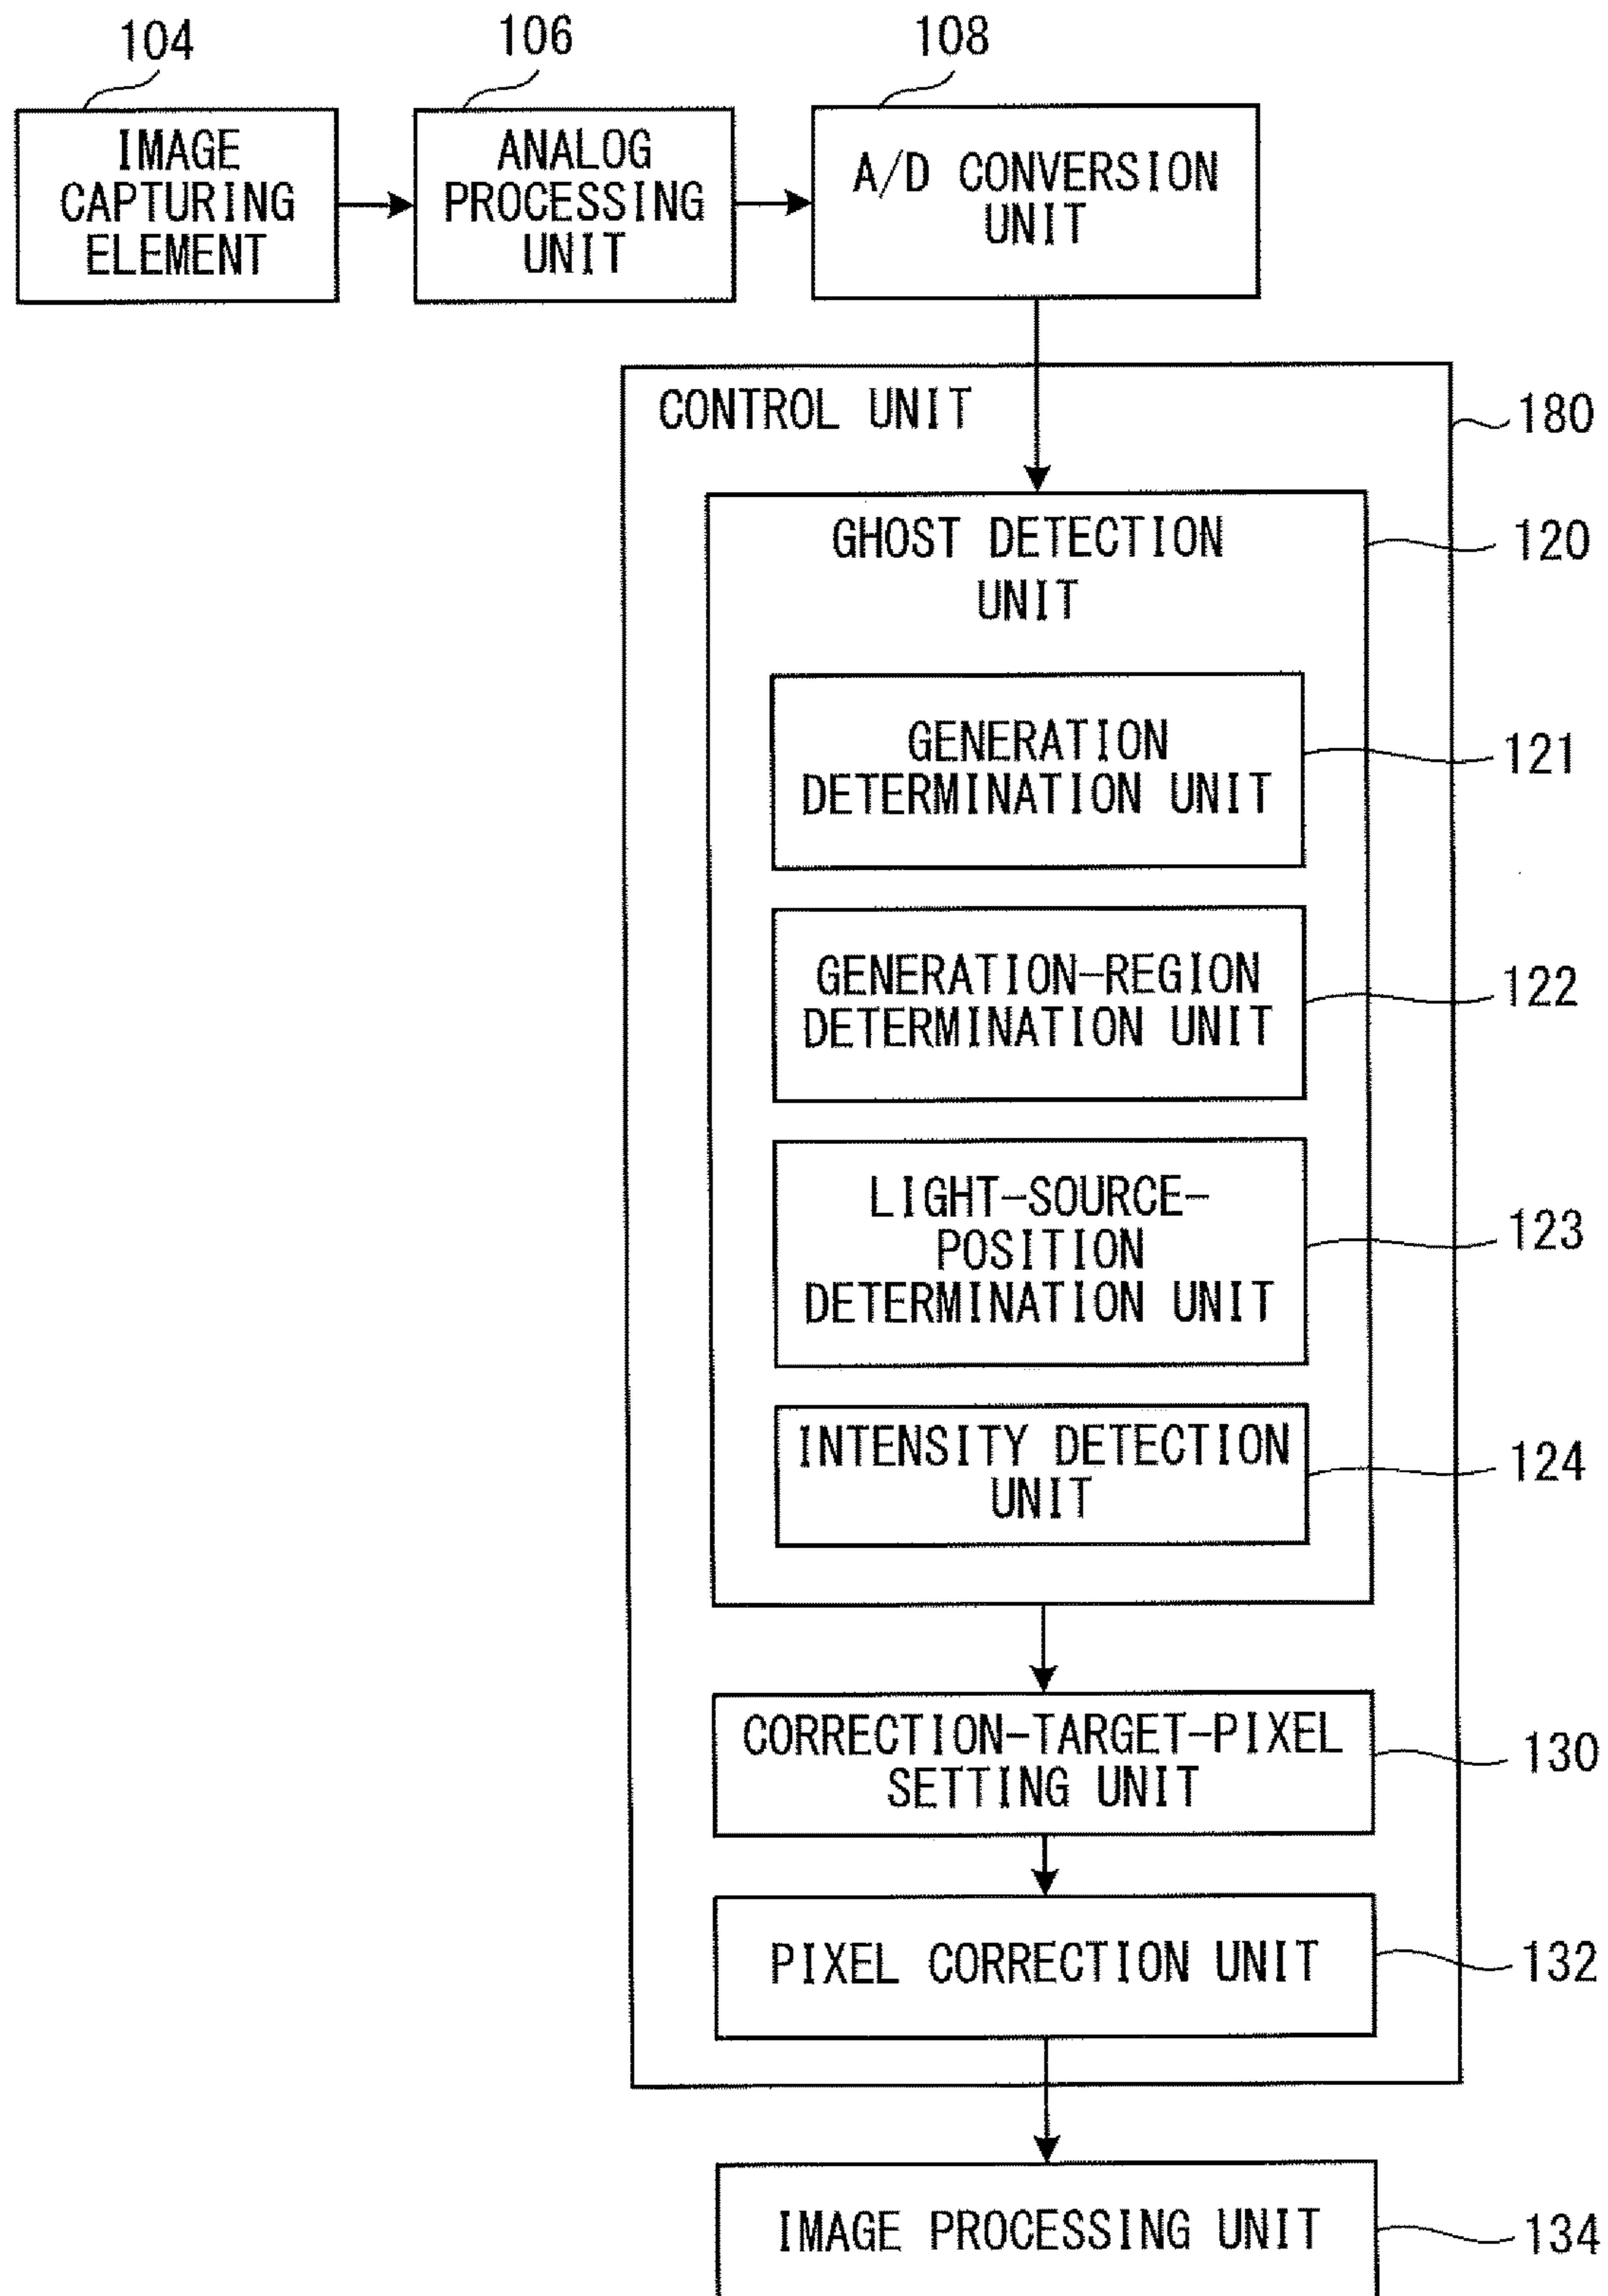 104
106
108
IMAGE
CAPTURING
ELEMENT
ANALOG
PROCESSING
UNIT
A/D CONVERSION
UNIT
CONTROL UNIT
180
GHOST DETECTION
UNIT
120
GENERATION
DETERMINATION UNIT
121
GENERATION-REGION
DETERMINATION UNIT
122
LIGHT-SOURCE-
POSITION
DETERMINATION UNIT
123
INTENSITY DETECTION
UNIT
124
CORRECTION-TARGET-PIXEL
SETTING UNIT
130
PIXEL CORRECTION UNIT
132
IMAGE PROCESSING UNIT
134